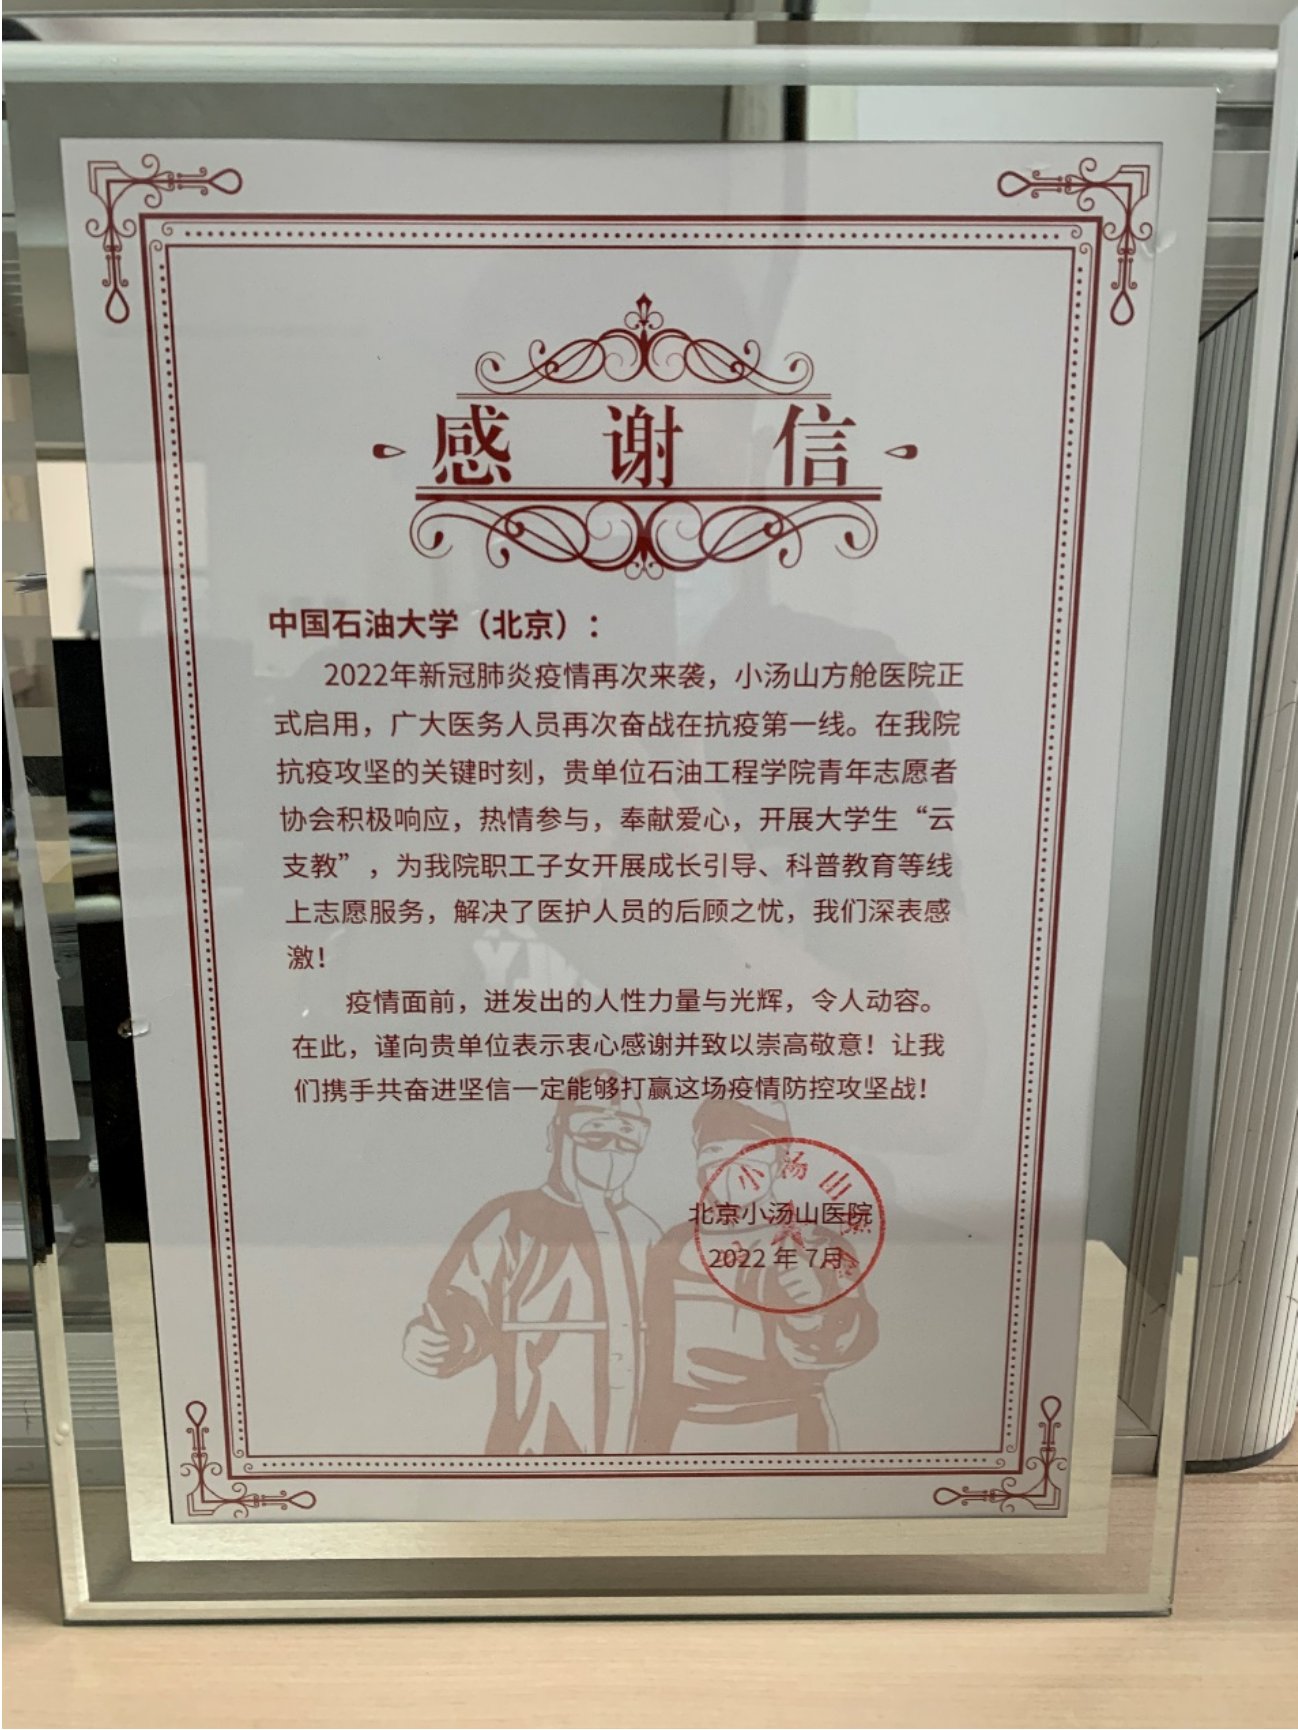 感谢信
中国石油大学（北京）：
2022年新冠肺炎疫情再次来袭，小汤山方舱医院正
式启用，广大医务人员再次奋战在抗疫第一线。在我院
抗疫攻坚的关键时刻，贵单位石油工程学院青年志愿者
协会积极响应，热情参与，奉献爱心，开展大学生“云
支教”，为我院职工子女开展成长引导、科普教育等线
上志愿服务，解决了医护人员的后顾之忧，我们深表感
激！
疫情面前，迸发出的人性力量与光辉，令人动容。
在此，谨向贵单位表示衷心感谢并致以崇高敬意！让我
们携手共奋进坚信一定能够打赢这场疫情防控攻坚战！
小汤山
北京小汤山医院
2022 年 7月